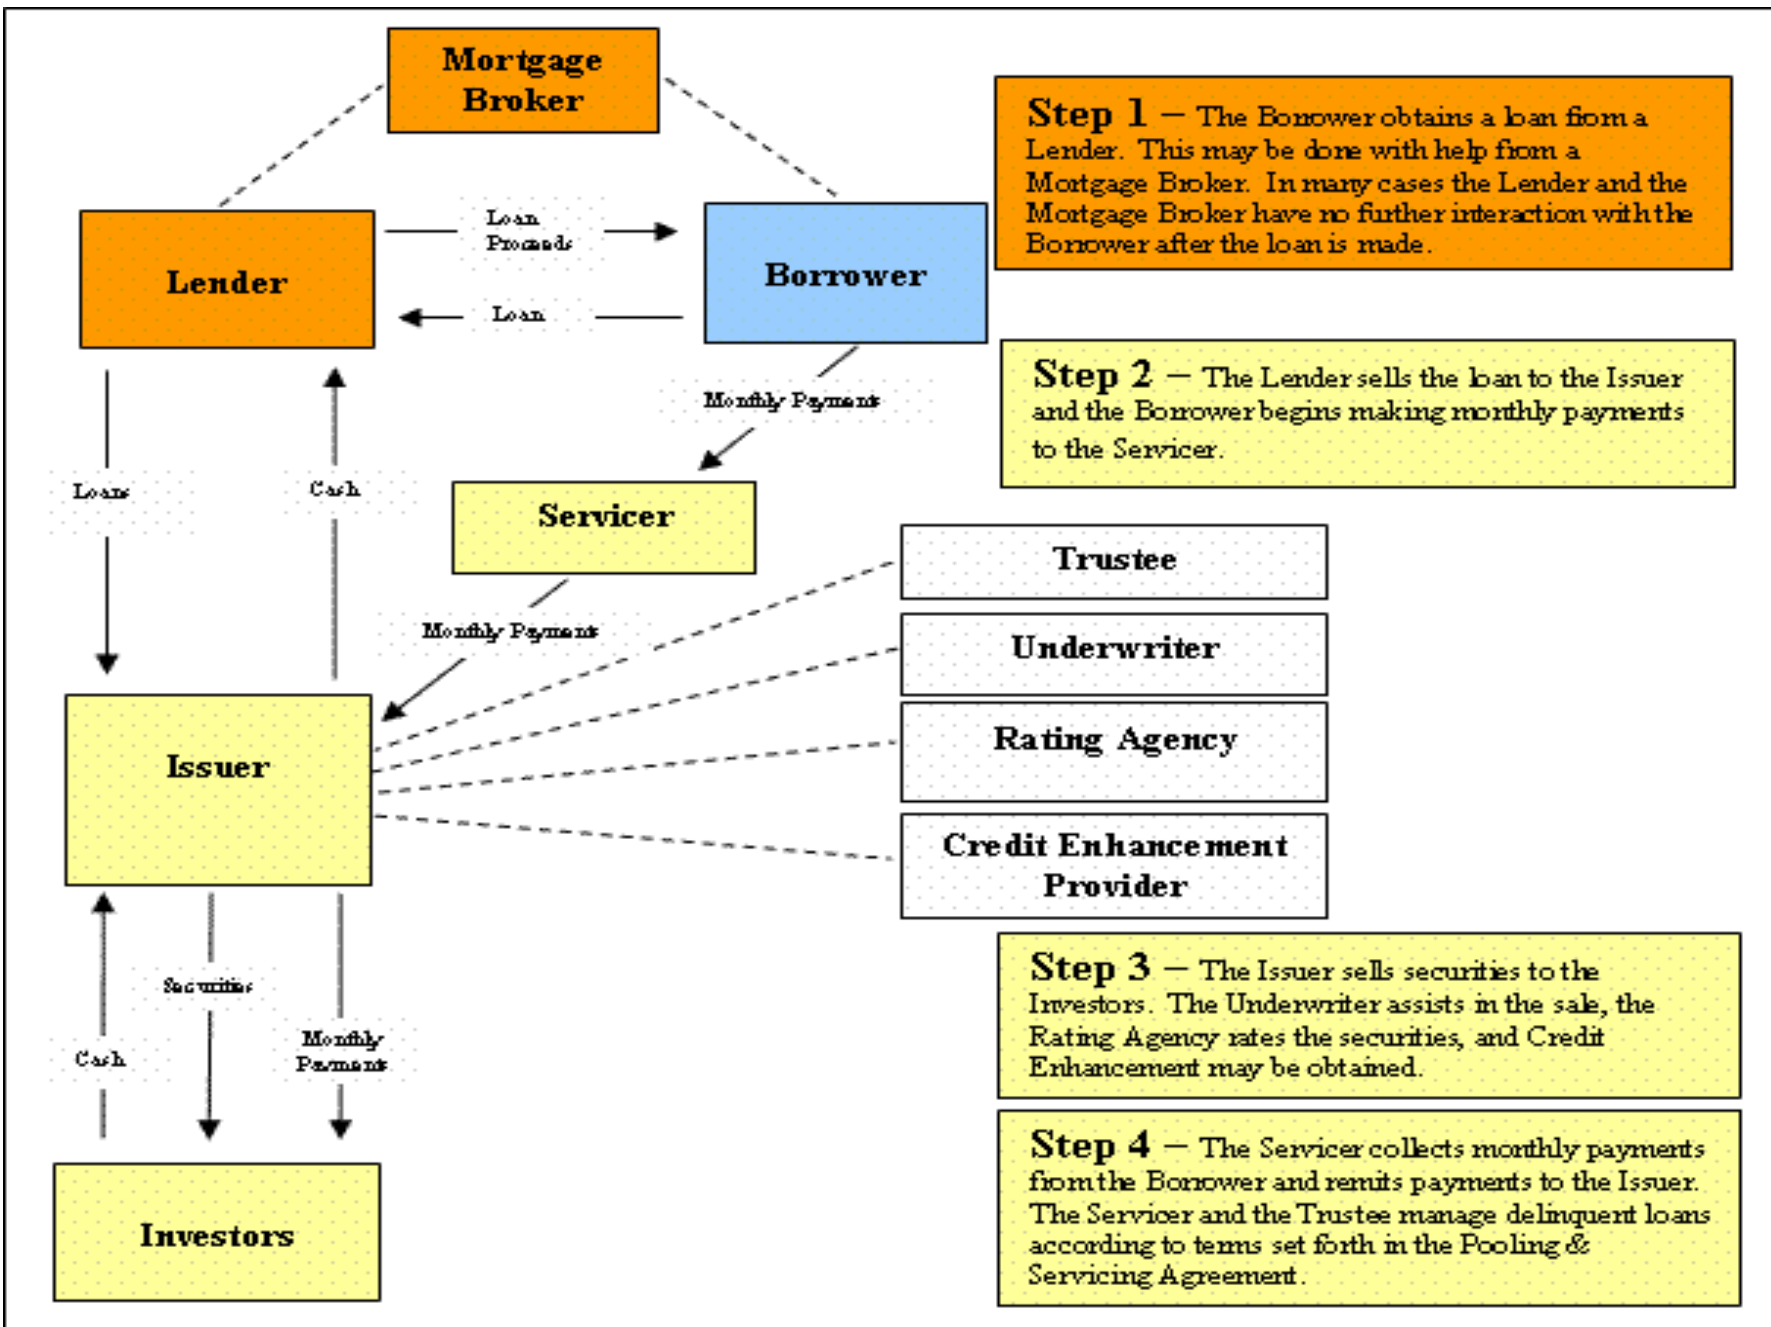 Mortgage
Broker
Step 1 – The Borrower obtains a loan from a
Lender. This may be done with help from a
Mortgage Broker. In many cases the Lender and the
Mortgage Broker have no further interaction with the
Borrower after the loan is made.
Loan
Proceeds
Lender
Borrower
Loan
Step 2 – The Lender sells the loan to the Issuer
and the Borrower begins making monthly payments
to the Servicer.
Monthly Payment
Loans
Cash
Servicer
Trustee
Monthly Payment
Underwriter
Rating Agency
Issuer
Credit Enhancement
Provider
Step 3 – The Issuer sells securities to the
Investors. The Underwriter assists in the sale, the
Rating Agency rates the securities, and Credit
Enhancement may be obtained.
Securities
Cash
Monthly
Payment
Step 4 – The Servicer collects monthly payments
from the Borrower and remits payments to the Issuer.
The Servicer and the Trustee manage delinquent loans
according to terms set forth in the Pooling &
Servicing Agreement.
Investors